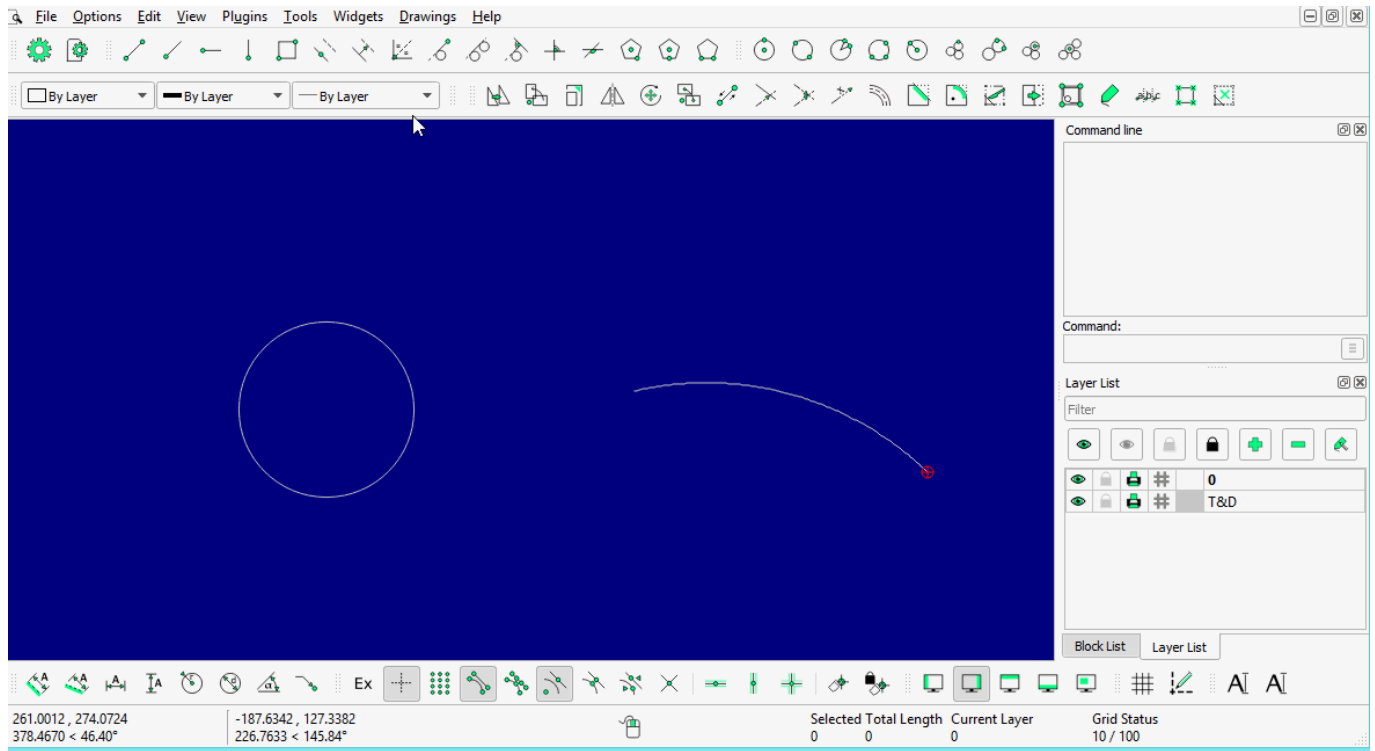 File Options Edit View Plugins Tools Widgets Drawings Help
By Layer By Layer By Layer
Command line
Command:
Layer List
Filter
0
T&D
Block List Layer List
Ex
AI AI
261.0012 , 274.0724 -187.6342 , 127.3382 Selected Total Length Current Layer Grid Status
378.4670 < 46.40° 226.7633 < 145.84° 0 0 0 10 / 100